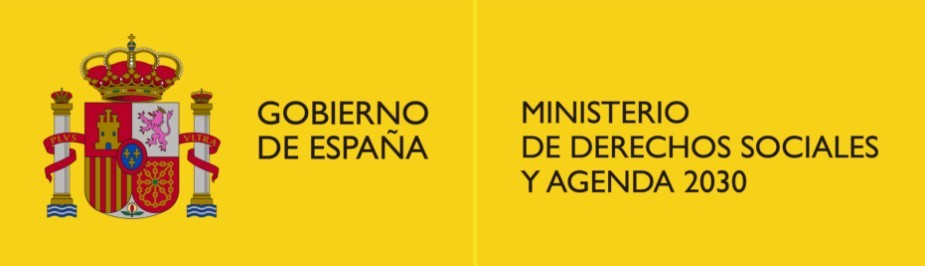 PLVS VLTRA
GOBIERNO
DE ESPAÑA
MINISTERIO
DE DERECHOS SOCIALES
Y AGENDA 2030